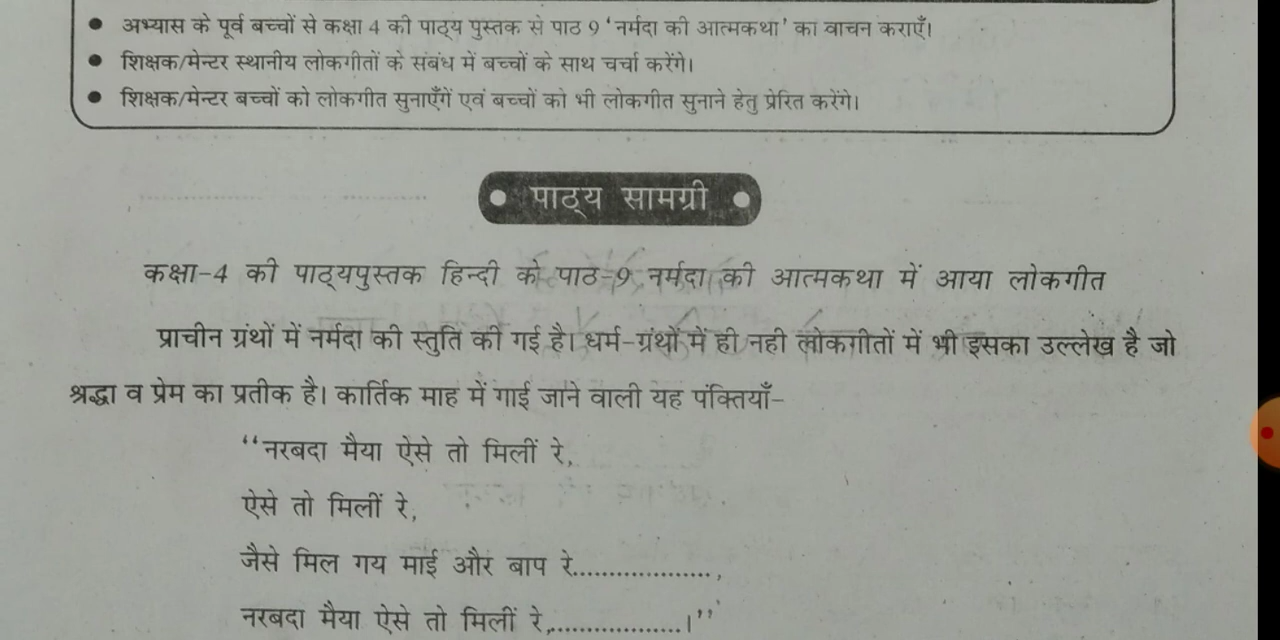 • अभ्यास के पूर्व बच्चों से कक्षा 4 की पाठ्य पुस्तक से पाठ 9 ‘नर्मदा की आत्मकथा’ का वाचन कराएँ।
• शिक्षक/मेन्टर स्थानीय लोकगीतों के संबंध में बच्चों के साथ चर्चा करेंगे।
• शिक्षक/मेन्टर बच्चों को लोकगीत सुनाएँगें एवं बच्चों को भी लोकगीत सुनाने हेतु प्रेरित करेंगे।
• पाठ्य सामग्री •
कक्षा-4 की पाठ्यपुस्तक हिन्दी के पाठ-9 नर्मदा की आत्मकथा में आया लोकगीत
प्राचीन ग्रंथों में नर्मदा की स्तुति की गई है। धर्म-ग्रंथों में ही नही लोकगीतों में भी इसका उल्लेख है जो
श्रद्धा व प्रेम का प्रतीक है। कार्तिक माह में गाई जाने वाली यह पंक्तियाँ-
“नरबदा मैया ऐसे तो मिलीं रे,
ऐसे तो मिलीं रे,
जैसे मिल गय माई और बाप रे...................,
नरबदा मैया ऐसे तो मिलीं रे,..................।”